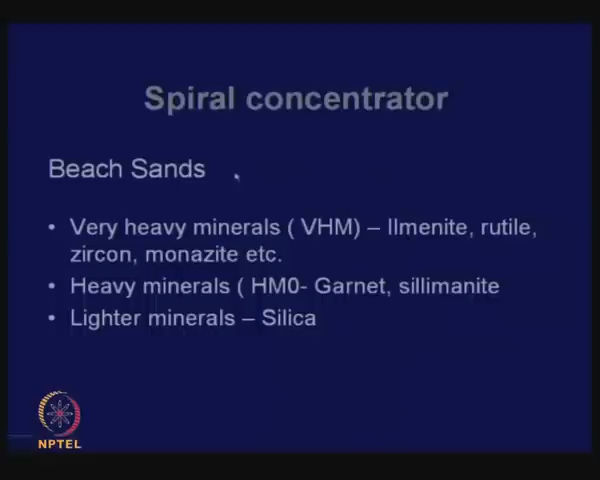 Spiral concentrator
Beach Sands
• Very heavy minerals ( VHM) – Ilmenite, rutile,
zircon, monazite etc.
• Heavy minerals ( HM0- Garnet, sillimanite
• Lighter minerals – Silica
NPTEL